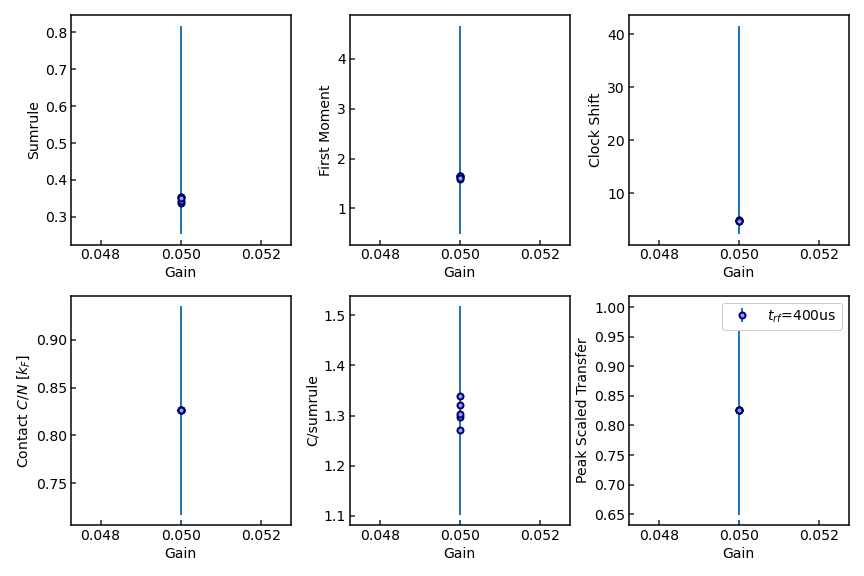 Sumrule
0.8
0.7
0.6
0.5
0.4
0.3
0.048 0.050 0.052
Gain
First Moment
4
3
2
1
0.048 0.050 0.052
Gain
Clock Shift
40
30
20
10
0.048 0.050 0.052
Gain
Contact C/N [k_F]
0.90
0.85
0.80
0.75
0.048 0.050 0.052
Gain
C/sumrule
1.5
1.4
1.3
1.2
1.1
0.048 0.050 0.052
Gain
Peak Scaled Transfer
1.00
0.95
0.90
0.85
0.80
0.75
0.70
0.65
t_rf=400us
0.048 0.050 0.052
Gain